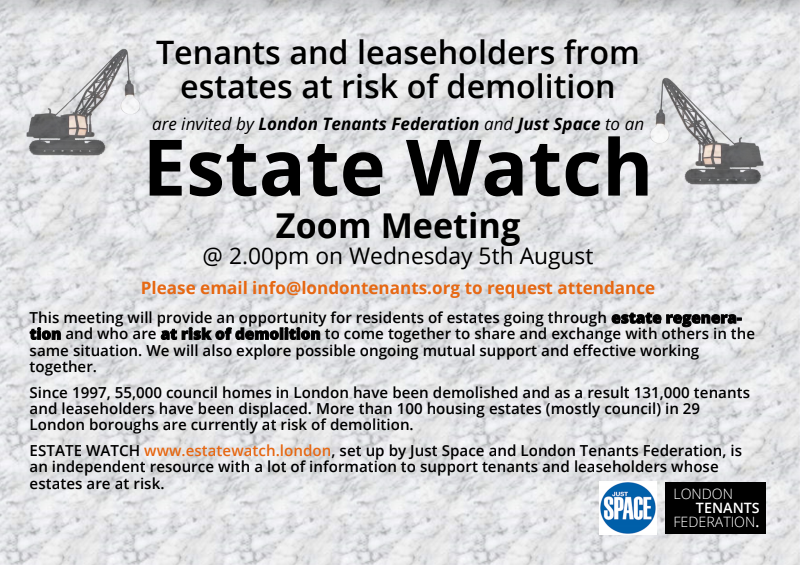 Tenants and leaseholders from
estates at risk of demolition
are invited by London Tenants Federation and Just Space to an
Estate Watch
Zoom Meeting
@ 2.00pm on Wednesday 5th August
Please email info@londontenants.org to request attendance
This meeting will provide an opportunity for residents of estates going through estate regenera-
tion and who are at risk of demolition to come together to share and exchange with others in the
same situation. We will also explore possible ongoing mutual support and effective working
together.
Since 1997, 55,000 council homes in London have been demolished and as a result 131,000 tenants
and leaseholders have been displaced. More than 100 housing estates (mostly council) in 29
London boroughs are currently at risk of demolition.
ESTATE WATCH www.estatewatch.london, set up by Just Space and London Tenants Federation, is
an independent resource with a lot of information to support tenants and leaseholders whose
estates are at risk.
JUST
SPACE
LONDON
TENANTS
FEDERATION.